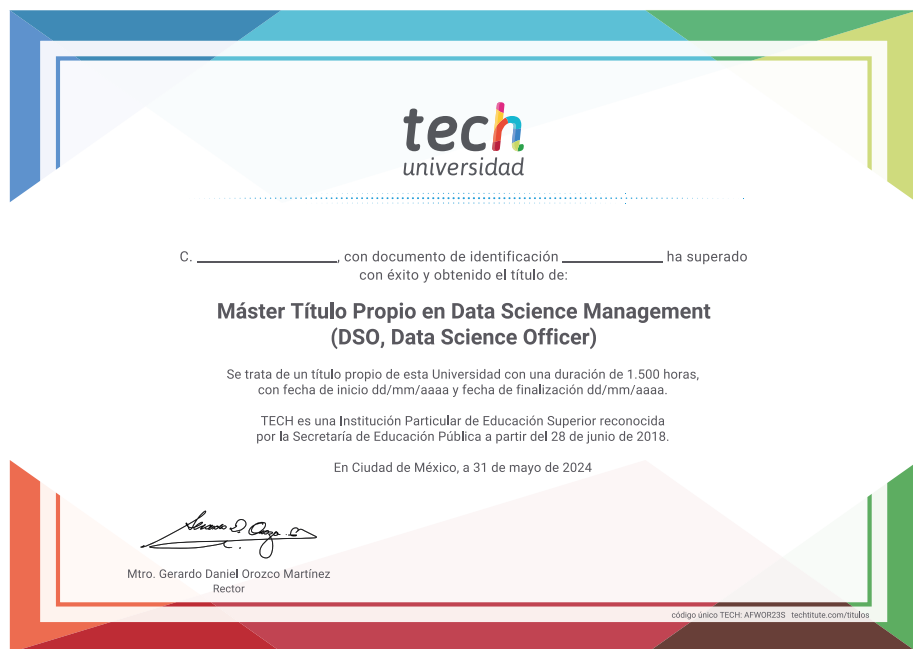 tech
universidad
C. ____________________, con documento de identificación ______________ ha superado
con éxito y obtenido el título de:
Máster Título Propio en Data Science Management
(DSO, Data Science Officer)
Se trata de un título propio de esta Universidad con una duración de 1.500 horas,
con fecha de inicio dd/mm/aaaa y fecha de finalización dd/mm/aaaa.
TECH es una Institución Particular de Educación Superior reconocida
por la Secretaría de Educación Pública a partir del 28 de junio de 2018.
En Ciudad de México, a 31 de mayo de 2024
Mtro. Gerardo Daniel Orozco Martínez
Rector
código único TECH: AFWOR23S techtitute.com/titulos